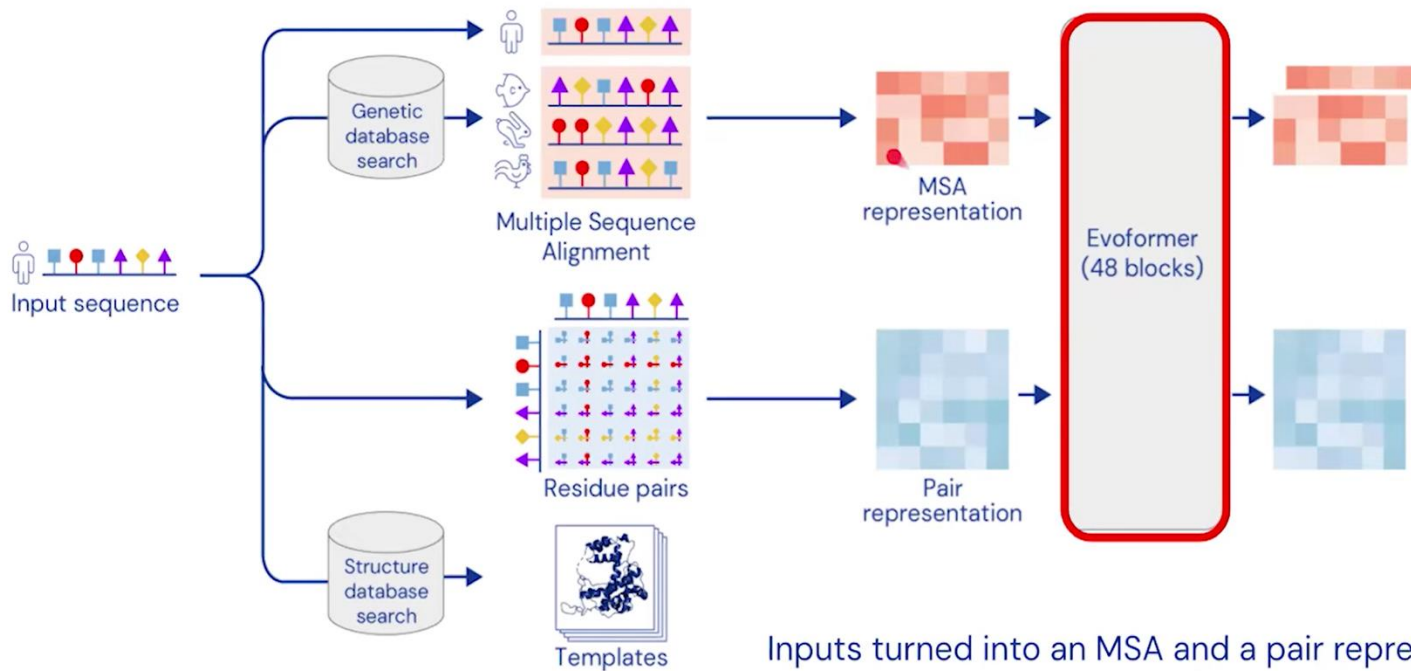 Genetic
database
search
Multiple Sequence
Alignment
MSA
representation
Evoformer
(48 blocks)
Input sequence
Residue pairs
Pair
representation
Structure
database
search
Templates
Inputs turned into an MSA and a pair repre